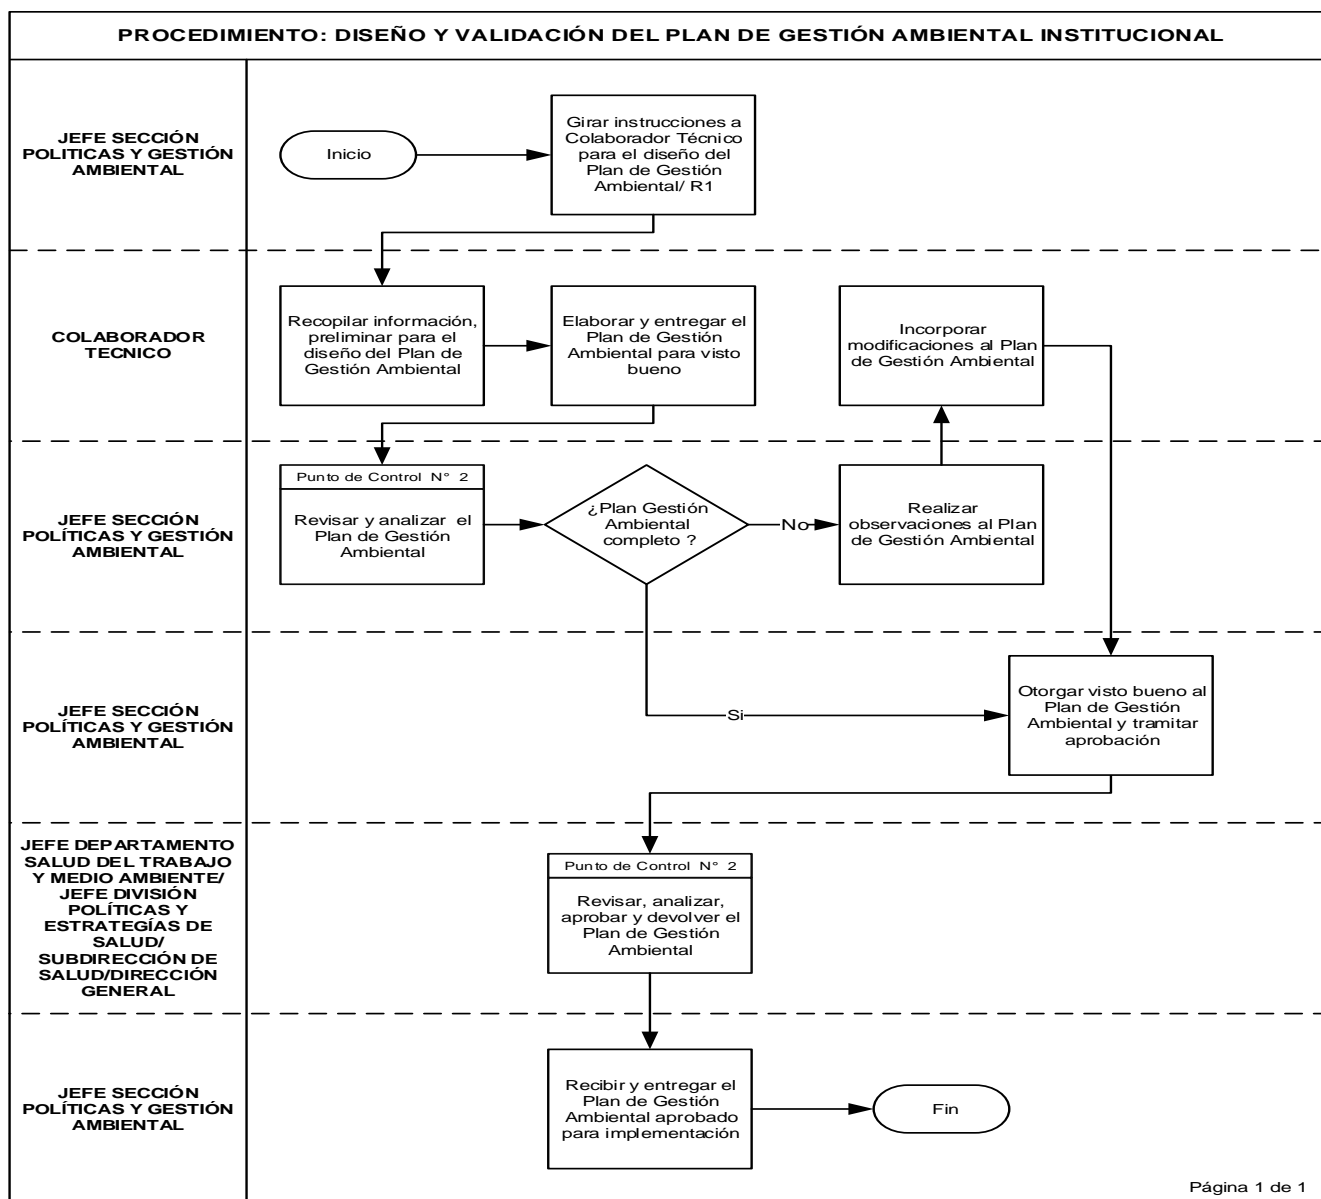 PROCEDIMIENTO: DISEÑO Y VALIDACIÓN DEL PLAN DE GESTIÓN AMBIENTAL INSTITUCIONAL
JEFE SECCIÓN
POLITICAS Y GESTIÓN
AMBIENTAL
Inicio
Girar instrucciones a
Colaborador Técnico
para el diseño del
Plan de Gestión
Ambiental/ R1
COLABORADOR
TECNICO
Recopilar información,
preliminar para el
diseño del Plan de
Gestión Ambiental
Elaborar y entregar el
Plan de Gestión
Ambiental para visto
bueno
Incorporar
modificaciones al Plan
de Gestión Ambiental
JEFE SECCIÓN
POLÍTICAS Y GESTIÓN
AMBIENTAL
Punto de Control N° 2
Revisar y analizar el
Plan de Gestión
Ambiental
¿Plan Gestión
Ambiental
completo ?
No
Realizar
observaciones al Plan
de Gestión Ambiental
JEFE SECCIÓN
POLÍTICAS Y GESTIÓN
AMBIENTAL
Si
Otorgar visto bueno al
Plan de Gestión
Ambiental y tramitar
aprobación
JEFE DEPARTAMENTO
SALUD DEL TRABAJO
Y MEDIO AMBIENTE/
JEFE DIVISIÓN
POLÍTICAS Y
ESTRATEGÍAS DE
SALUD/
SUBDIRECCIÓN DE
SALUD/DIRECCIÓN
GENERAL
Punto de Control N° 2
Revisar, analizar,
aprobar y devolver el
Plan de Gestión
Ambiental
JEFE SECCIÓN
POLÍTICAS Y GESTIÓN
AMBIENTAL
Recibir y entregar el
Plan de Gestión
Ambiental aprobado
para implementación
Fin
Página 1 de 1